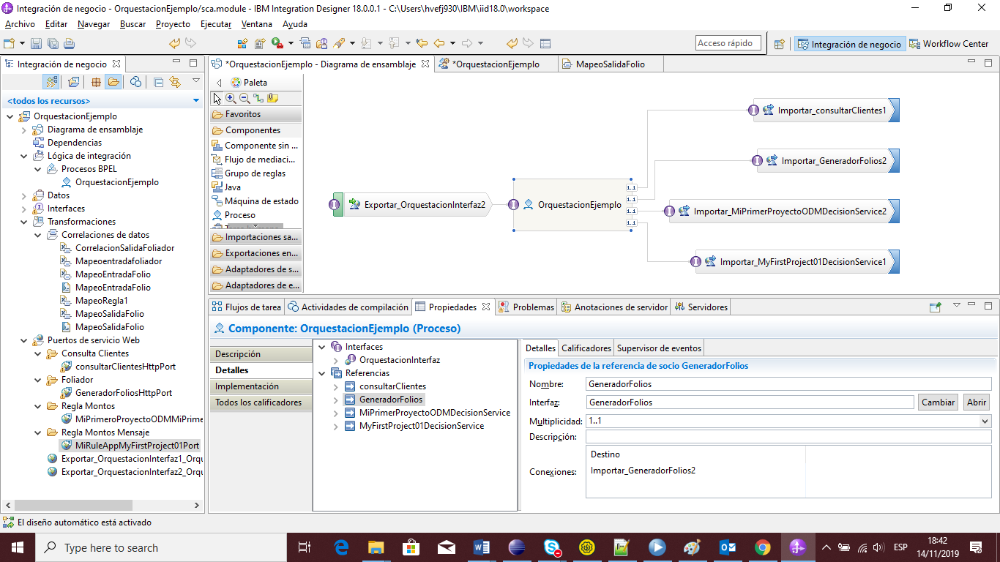 Integración de negocio - OrquestacionEjemplo/sca.module - IBM Integration Designer 18.0.0.1 - C:\Users\hvefj930\IBM\iid18.0\workspace
Archivo Editar Navegar Buscar Proyecto Ejecutar Ventana Ayuda
Acceso rápido
Integración de negocio
Workflow Center
Integración de negocio
<todos los recursos>
OrquestacionEjemplo
Diagrama de ensamblaje
Dependencias
Lógica de integración
Procesos BPEL
OrquestacionEjemplo
Datos
Interfaces
Transformaciones
Correlaciones de datos
CorrelacionSalidaFoliador
Mapeoentradafoliador
MapeoEntradaFolio
MapeoEntradaFolio
MapeoRegla1
MapeoSalidaFolio
MapeoSalidaFolio
Puertos de servicio Web
Consulta Clientes
consultarClientesHttpPort
Foliador
GeneradorFoliosHttpPort
Regla Montos
MiPrimeroProyectoODMMiPrime
Regla Montos Mensaje
MiRuleAppMyFirstProject01Port
Exportar_OrquestacionInterfaz1_Orqu
Exportar_OrquestacionInterfaz2_Orqu
*OrquestacionEjemplo - Diagrama de ensamblaje
*OrquestacionEjemplo
MapeoSalidaFolio
Paleta
Favoritos
Componentes
Componente sin ...
Flujo de mediaci...
Grupo de reglas
Java
Máquina de estado
Proceso
Importaciones sa...
Exportaciones en...
Adaptadores de s...
Adaptadores de e...
Importar_consultarClientes1
Importar_GeneradorFolios2
Exportar_OrquestacionInterfaz2
OrquestacionEjemplo
1..1
1..1
1..1
1..1
Importar_MiPrimerProyectoODMDecisionService2
Importar_MyFirstProject01DecisionService1
Flujos de tarea
Actividades de compilación
Propiedades
Problemas
Anotaciones de servidor
Servidores
Componente: OrquestacionEjemplo (Proceso)
Descripción
Detalles
Implementación
Todos los calificadores
Interfaces
OrquestacionInterfaz
Referencias
consultarClientes
GeneradorFolios
MiPrimerProyectoODMDecisionService
MyFirstProject01DecisionService
Detalles Calificadores Supervisor de eventos
Propiedades de la referencia de socio GeneradorFolios
Nombre: GeneradorFolios
Interfaz: GeneradorFolios Cambiar Abrir
Multiplicidad: 1..1
Descripción:
Destino
Conexiones: Importar_GeneradorFolios2
El diseño automático está activado
Type here to search
ESP
18:42
14/11/2019